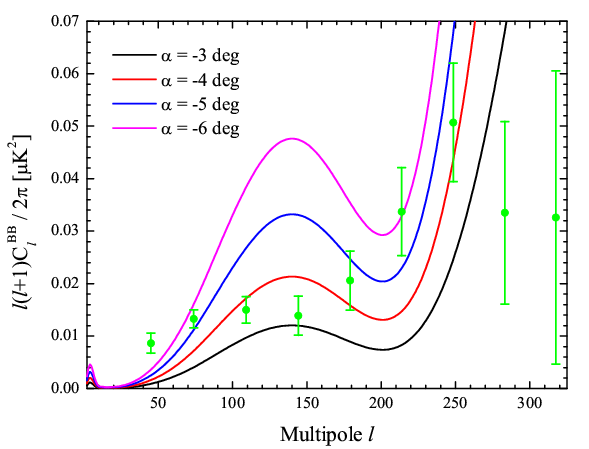 0.07
0.06
0.05
0.04
0.03
0.02
0.01
0.00
l(l+1)C_l^BB / 2π [μK²]
α = -3 deg
α = -4 deg
α = -5 deg
α = -6 deg
50 100 150 200 250 300
Multipole l